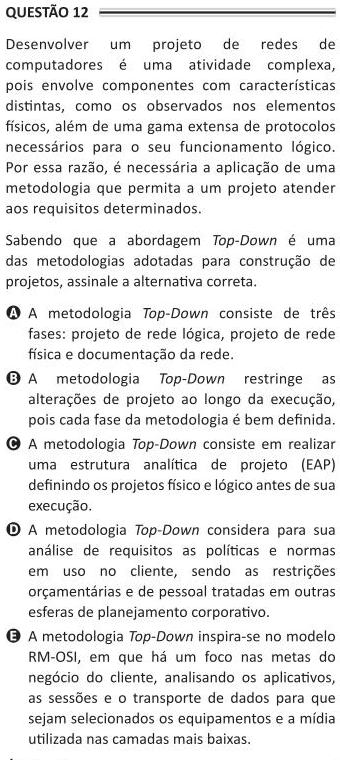 QUESTÃO 12
Desenvolver um projeto de redes de
computadores é uma atividade complexa,
pois envolve componentes com características
distintas, como os observados nos elementos
físicos, além de uma gama extensa de protocolos
necessários para o seu funcionamento lógico.
Por essa razão, é necessária a aplicação de uma
metodologia que permita a um projeto atender
aos requisitos determinados.
Sabendo que a abordagem Top-Down é uma
das metodologias adotadas para construção de
projetos, assinale a alternativa correta.
A A metodologia Top-Down consiste de três
fases: projeto de rede lógica, projeto de rede
física e documentação da rede.
B A metodologia Top-Down restringe as
alterações de projeto ao longo da execução,
pois cada fase da metodologia é bem definida.
C A metodologia Top-Down consiste em realizar
uma estrutura analítica de projeto (EAP)
definindo os projetos físico e lógico antes de sua
execução.
D A metodologia Top-Down considera para sua
análise de requisitos as políticas e normas
em uso no cliente, sendo as restrições
orçamentárias e de pessoal tratadas em outras
esferas de planejamento corporativo.
E A metodologia Top-Down inspira-se no modelo
RM-OSI, em que há um foco nas metas do
negócio do cliente, analisando os aplicativos,
as sessões e o transporte de dados para que
sejam selecionados os equipamentos e a mídia
utilizada nas camadas mais baixas.